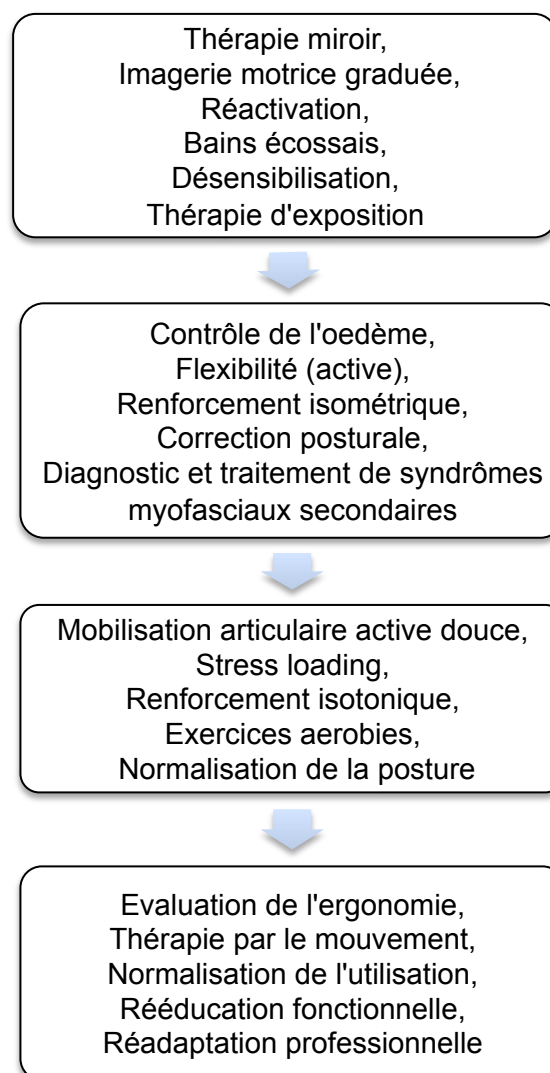 Thérapie miroir,
Imagerie motrice graduée,
Réactivation,
Bains écossais,
Désensibilisation,
Thérapie d'exposition
Contrôle de l'oedème,
Flexibilité (active),
Renforcement isométrique,
Correction posturale,
Diagnostic et traitement de syndrômes
myofasciaux secondaires
Mobilisation articulaire active douce,
Stress loading,
Renforcement isotonique,
Exercices aerobies,
Normalisation de la posture
Evaluation de l'ergonomie,
Thérapie par le mouvement,
Normalisation de l'utilisation,
Rééducation fonctionnelle,
Réadaptation professionnelle